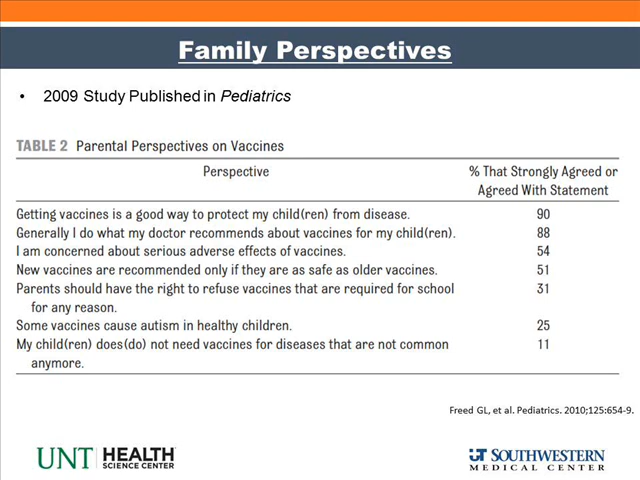 Family Perspectives
• 2009 Study Published in Pediatrics
TABLE 2 Parental Perspectives on Vaccines
Perspective % That Strongly Agreed or
Agreed With Statement
Getting vaccines is a good way to protect my child(ren) from disease. 90
Generally I do what my doctor recommends about vaccines for my child(ren). 88
I am concerned about serious adverse effects of vaccines. 54
New vaccines are recommended only if they are as safe as older vaccines. 51
Parents should have the right to refuse vaccines that are required for school 31
for any reason.
Some vaccines cause autism in healthy children. 25
My child(ren) does(do) not need vaccines for diseases that are not common 11
anymore.
Freed GL, et al. Pediatrics. 2010;125:654-9.
UNT HEALTH
SCIENCE CENTER
UT SOUTHWESTERN
MEDICAL CENTER